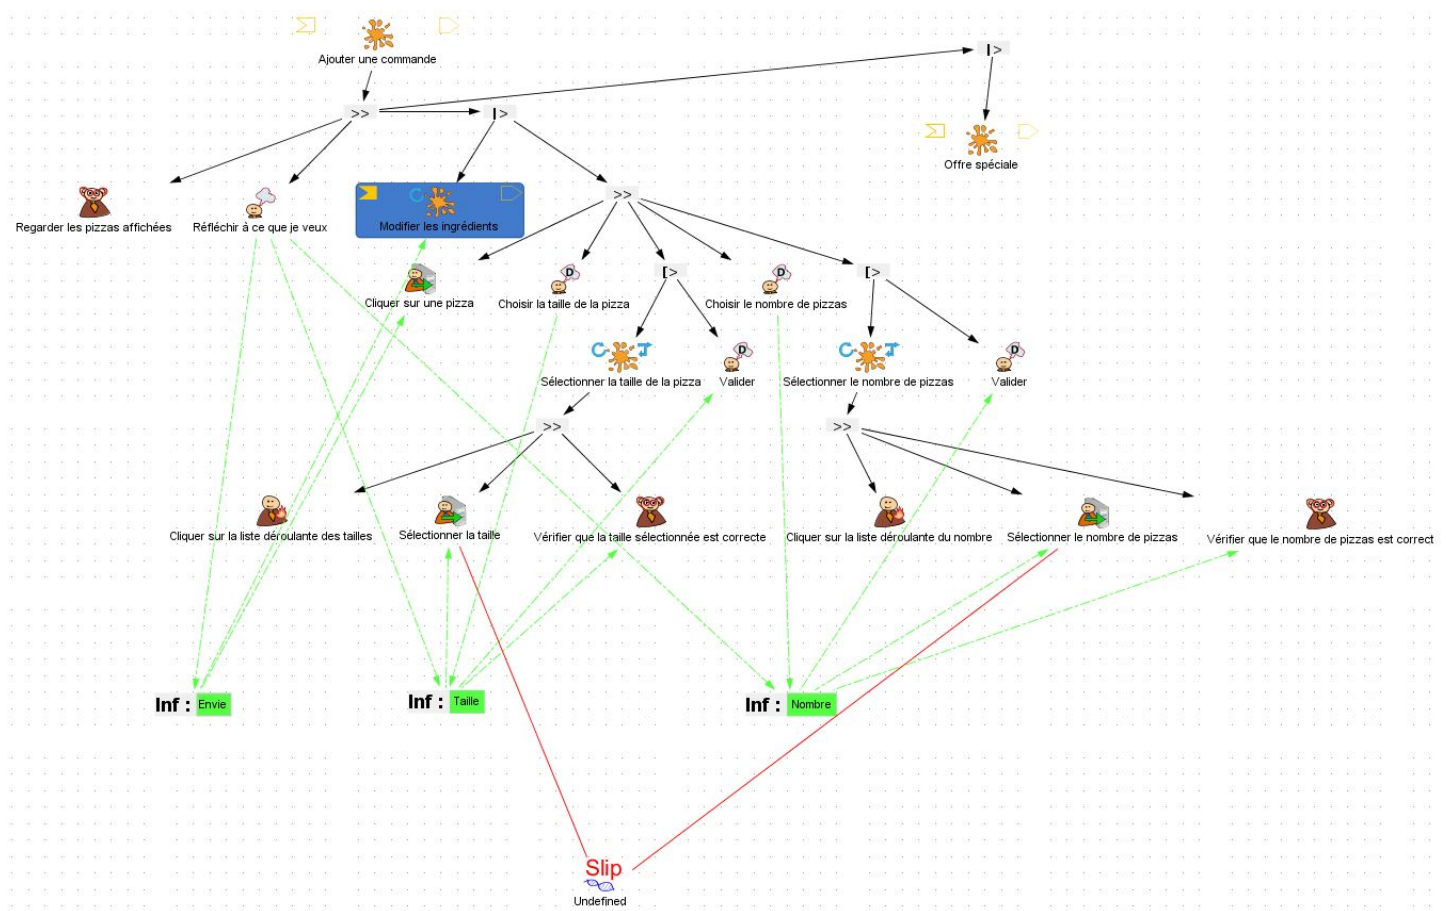 Ajouter une commande
|>
>>
|>
Offre spéciale
>>
Regarder les pizzas affichées
Réfléchir à ce que je veux
Modifier les ingrédients
D
[>
D
[>
Cliquer sur une pizza
Choisir la taille de la pizza
Choisir le nombre de pizzas
D
D
Sélectionner la taille de la pizza
Valider
Sélectionner le nombre de pizzas
Valider
>>
>>
Cliquer sur la liste déroulante des tailles
Sélectionner la taille
Vérifier que la taille sélectionnée est correcte
Cliquer sur la liste déroulante du nombre
Sélectionner le nombre de pizzas
Vérifier que le nombre de pizzas est correct
Inf : Envie
Inf : Taille
Inf : Nombre
Slip
Undefined